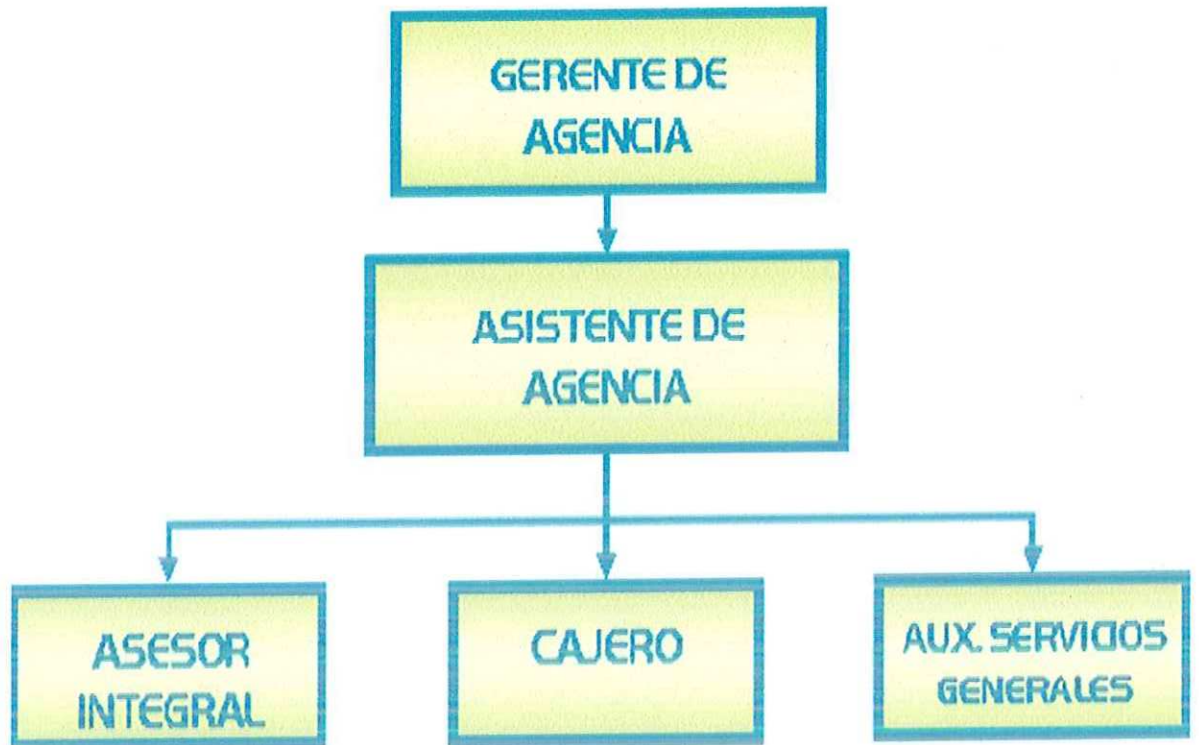 GERENTE DE
AGENCIA
ASISTENTE DE
AGENCIA
ASESOR
INTEGRAL
CAJERO
AUX. SERVICIOS
GENERALES